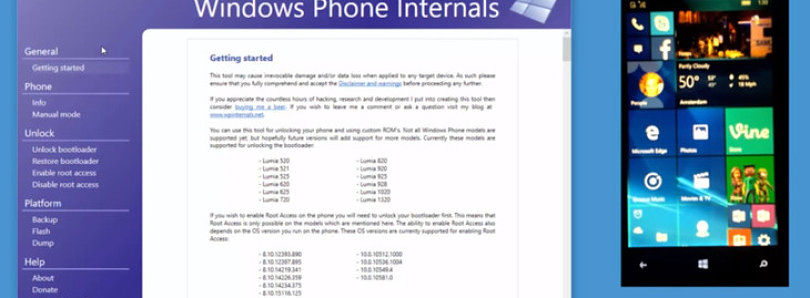 Windows Phone Internals
General
Getting started
Phone
Info
Manual mode
Unlock
Unlock bootloader
Restore bootloader
Enable root access
Disable root access
Platform
Backup
Flash
Dump
Help
About
Donate
Getting started
This tool may cause irrevocable damage and/or data loss when applied to any target device. As such please
ensure that you fully comprehend and accept the Disclaimer and warnings before proceeding any further.
If you appreciate the countless hours of hacking, research and development I put into creating this tool then
consider buying me a beer. If you wish to leave me a comment or ask a question visit my blog at
www.wpinternals.net.
You can use this tool for unlocking your phone and using custom ROM's. Not all Windows Phone models are
supported yet, but hopefully future versions will add support for more models. Currently these models are
supported for unlocking the bootloader:
- Lumia 520 - Lumia 820
- Lumia 521 - Lumia 920
- Lumia 525 - Lumia 925
- Lumia 620 - Lumia 928
- Lumia 625 - Lumia 1020
- Lumia 720 - Lumia 1320
If you wish to enable Root Access on the phone you will need to unlock your bootloader first. This means that
Root Access is only possible on the models which are mentioned here. The ability to enable Root Access also
depends on the OS version you run on the phone. These OS versions are currently supported for enabling Root
Access:
- 8.10.12393.890 - 10.0.10512.1000
- 8.10.12397.895 - 10.0.10536.1004
- 8.10.14219.341 - 10.0.10549.4
- 8.10.14226.359 - 10.0.10581.0
- 8.10.14234.375
- 8.10.15116.125
Partly Cloudy
50°
Amsterdam
People
Microsoft Edge
Photos
Vine
Store
Groove Music
Movies & TV